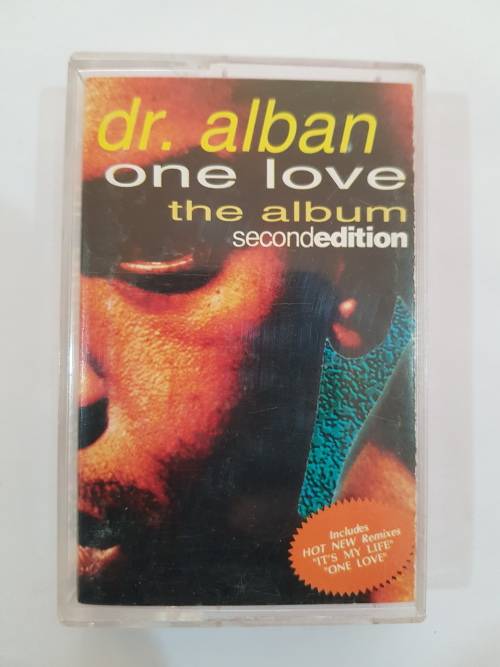 dr. alban
one love
the album
secondedition
Includes
HOT NEW Remixes
"IT'S MY LIFE"
"ONE LOVE"